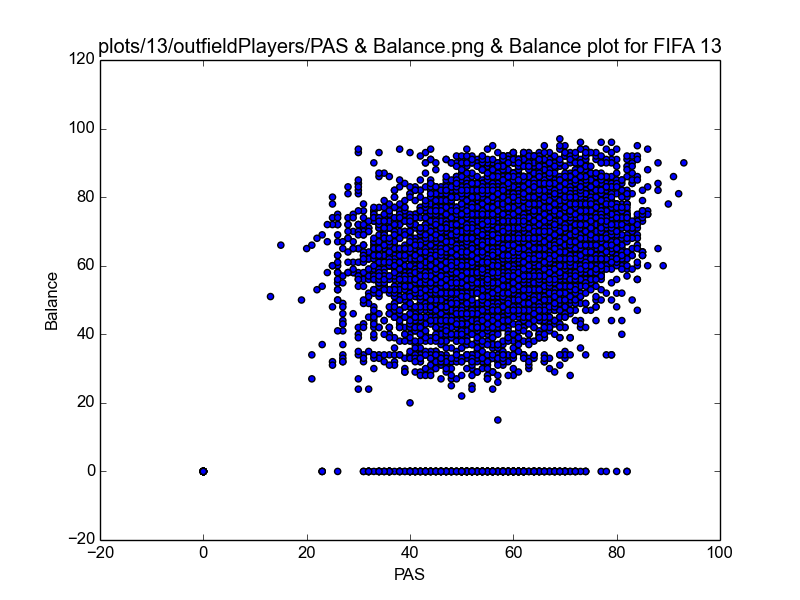 plots/13/outfieldPlayers/PAS & Balance.png & Balance plot for FIFA 13
120
100
80
60
40
20
0
−20
Balance
−20 0 20 40 60 80 100
PAS